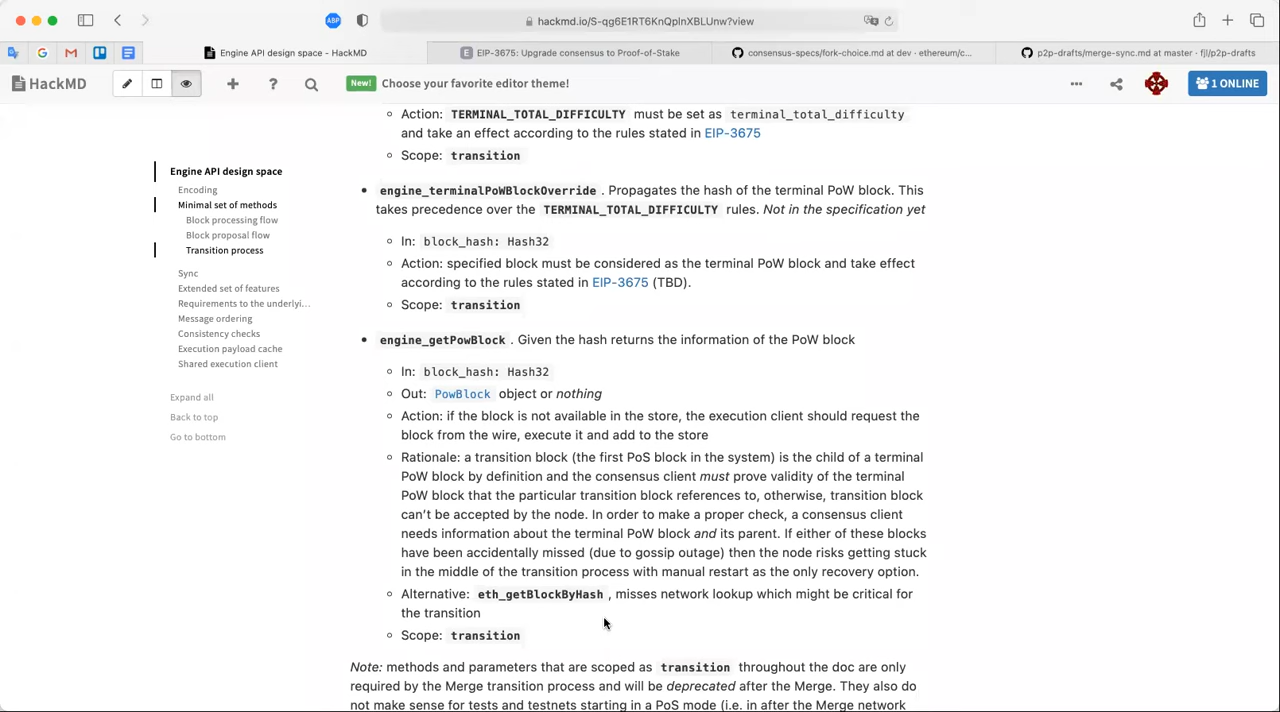 ABP
hackmd.io/S-qg6E1RT6KnQpInXBLUnw?view
Engine API design space - HackMD
E EIP-3675: Upgrade consensus to Proof-of-Stake
consensus-specs/fork-choice.md at dev · ethereum/c...
p2p-drafts/merge-sync.md at master · fjl/p2p-drafts
HackMD
New! Choose your favorite editor theme!
1 ONLINE
Engine API design space
Encoding
Minimal set of methods
Block processing flow
Block proposal flow
Transition process
Sync
Extended set of features
Requirements to the underlyi...
Message ordering
Consistency checks
Execution payload cache
Shared execution client
Expand all
Back to top
Go to bottom
Action: TERMINAL_TOTAL_DIFFICULTY must be set as terminal_total_difficulty
and take an effect according to the rules stated in EIP-3675
Scope: transition
engine_terminalPoWBlockOverride . Propagates the hash of the terminal PoW block. This
takes precedence over the TERMINAL_TOTAL_DIFFICULTY rules. Not in the specification yet
In: block_hash: Hash32
Action: specified block must be considered as the terminal PoW block and take effect
according to the rules stated in EIP-3675 (TBD).
Scope: transition
engine_getPowBlock . Given the hash returns the information of the PoW block
In: block_hash: Hash32
Out: PowBlock object or nothing
Action: if the block is not available in the store, the execution client should request the
block from the wire, execute it and add to the store
Rationale: a transition block (the first PoS block in the system) is the child of a terminal
PoW block by definition and the consensus client must prove validity of the terminal
PoW block that the particular transition block references to, otherwise, transition block
can't be accepted by the node. In order to make a proper check, a consensus client
needs information about the terminal PoW block and its parent. If either of these blocks
have been accidentally missed (due to gossip outage) then the node risks getting stuck
in the middle of the transition process with manual restart as the only recovery option.
Alternative: eth_getBlockByHash , misses network lookup which might be critical for
the transition
Scope: transition
Note: methods and parameters that are scoped as transition throughout the doc are only
required by the Merge transition process and will be deprecated after the Merge. They also do
not make sense for tests and testnets starting in a PoS mode (i.e. in after the Merge network